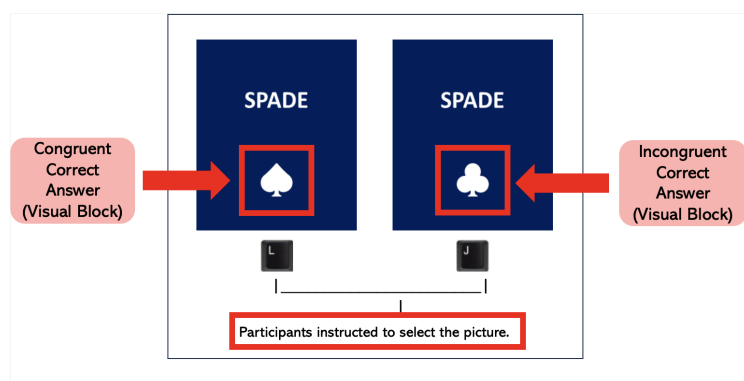 SPADE
SPADE
Congruent
Correct
Answer
(Visual Block)
Incongruent
Correct
Answer
(Visual Block)
L
J
Participants instructed to select the picture.